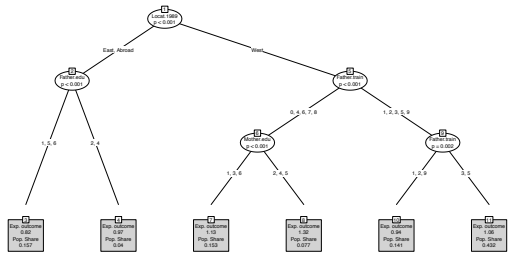 1
Locat.1989
p < 0.001
East, Abroad
West
2
Father.edu
p < 0.001
5
Father.train
p < 0.001
0, 4, 6, 7, 8
1, 2, 3, 5, 9
6
Mother.edu
p < 0.001
9
Father.train
p = 0.002
1, 5, 6
2, 4
1, 3, 6
2, 4, 5
1, 2, 9
3, 5
3
Exp. outcome
0.82
Pop. Share
0.157
4
Exp. outcome
0.97
Pop. Share
0.04
7
Exp. outcome
1.13
Pop. Share
0.153
8
Exp. outcome
1.32
Pop. Share
0.077
10
Exp. outcome
0.94
Pop. Share
0.141
11
Exp. outcome
1.06
Pop. Share
0.432